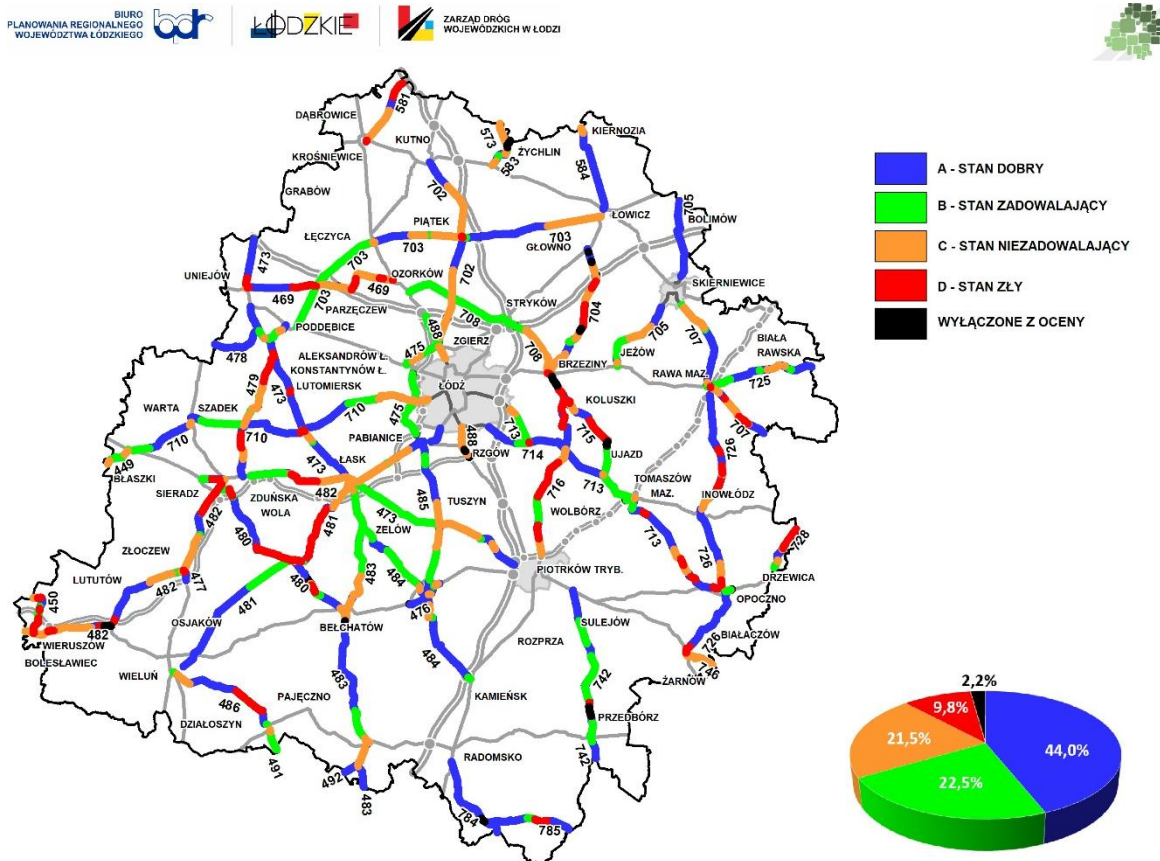 BIURO
PLANOWANIA REGIONALNEGO
WOJEWÓDZTWA ŁÓDZKIEGO
bpr
ŁÓDZKIE
ZARZĄD DRÓG
WOJEWÓDZKICH W ŁODZI
A - STAN DOBRY
B - STAN ZADOWALAJĄCY
C - STAN NIEZADOWALAJĄCY
D - STAN ZŁY
WYŁĄCZONE Z OCENY
DĄBROWICE
581
KUTNO
573
ŻYCHLIN
583
KIERNOZIA
KROŚNIEWICE
584
GRABÓW
702
705
ŁOWICZ
BOLIMÓW
PIĄTEK
ŁĘCZYCA
703
703
703
GŁOWNO
473
UNIEJÓW
469
703
469
OZORKÓW
702
SKIERNIEWICE
PARZĘCZEW
STRYKÓW
704
708
488
705
707
PODDĘBICE
478
ZGIERZ
475
708
JEŻÓW
BIAŁA
RAWSKA
ALEKSANDRÓW Ł.
KONSTANTYNÓW Ł.
LUTOMIERSK
BRZEZINY
RAWA MAZ.
725
479
473
ŁÓDŹ
WARTA
SZADEK
710
475
KOLUSZKI
707
710
710
PABIANICE
488
713
715
726
RZGÓW
714
UJAZD
449
BŁASZKI
ŁASK
473
SIERADZ
482
485
713
TOMASZÓW
MAZ.
INOWŁÓDZ
ZDUŃSKA
WOLA
481
473
TUSZYN
716
WOLBÓRZ
482
480
ZELÓW
713
728
ZŁOCZEW
483
484
PIOTRKÓW TRYB.
726
DRZEWICA
LUTUTÓW
482
477
480
476
OPOCZNO
450
481
OSJAKÓW
BEŁCHATÓW
SULEJÓW
BIAŁACZÓW
482
WIERUSZÓW
BOLESŁAWIEC
ROZPRZA
726
746
484
WIELUŃ
483
742
ŻARNÓW
PAJĘCZNO
KAMIEŃSK
486
DZIAŁOSZYN
PRZEDBÓRZ
491
742
RADOMSKO
492
483
784
785
2,2%
9,8%
21,5%
44,0%
22,5%